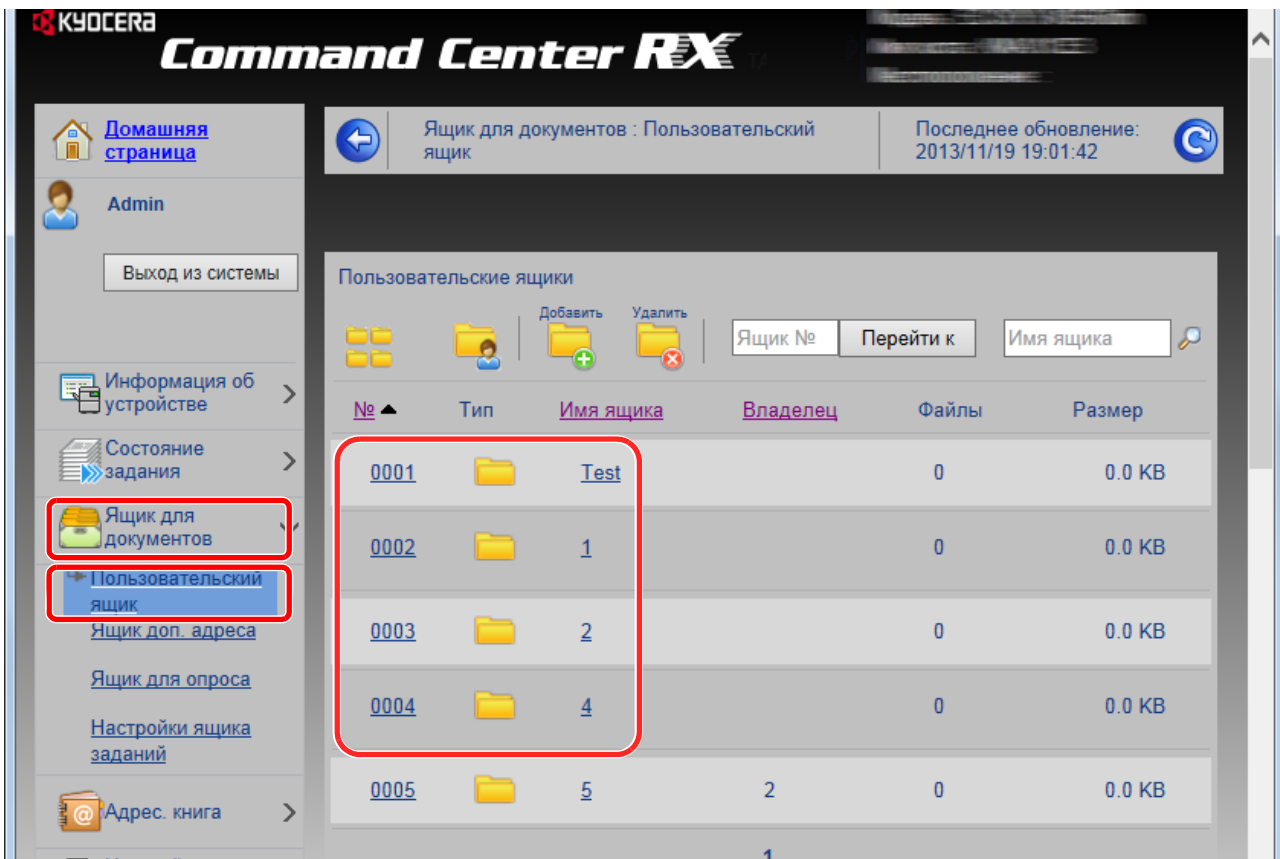 KYOCERA
Command Center RX
Домашняя
страница
Ящик для документов : Пользовательский
ящик
Последнее обновление:
2013/11/19 19:01:42
Admin
Выход из системы
Пользовательские ящики
Добавить
Удалить
Ящик №
Перейти к
Имя ящика
Информация об
устройстве
№ Тип Имя ящика Владелец Файлы Размер
0001 Test 0 0.0 KB
Состояние
задания
Ящик для
документов
0002 1 0 0.0 KB
Пользовательский
ящик
Ящик доп. адреса
0003 2 0 0.0 KB
Ящик для опроса
0004 4 0 0.0 KB
Настройки ящика
заданий
0005 5 2 0 0.0 KB
Адрес. книга